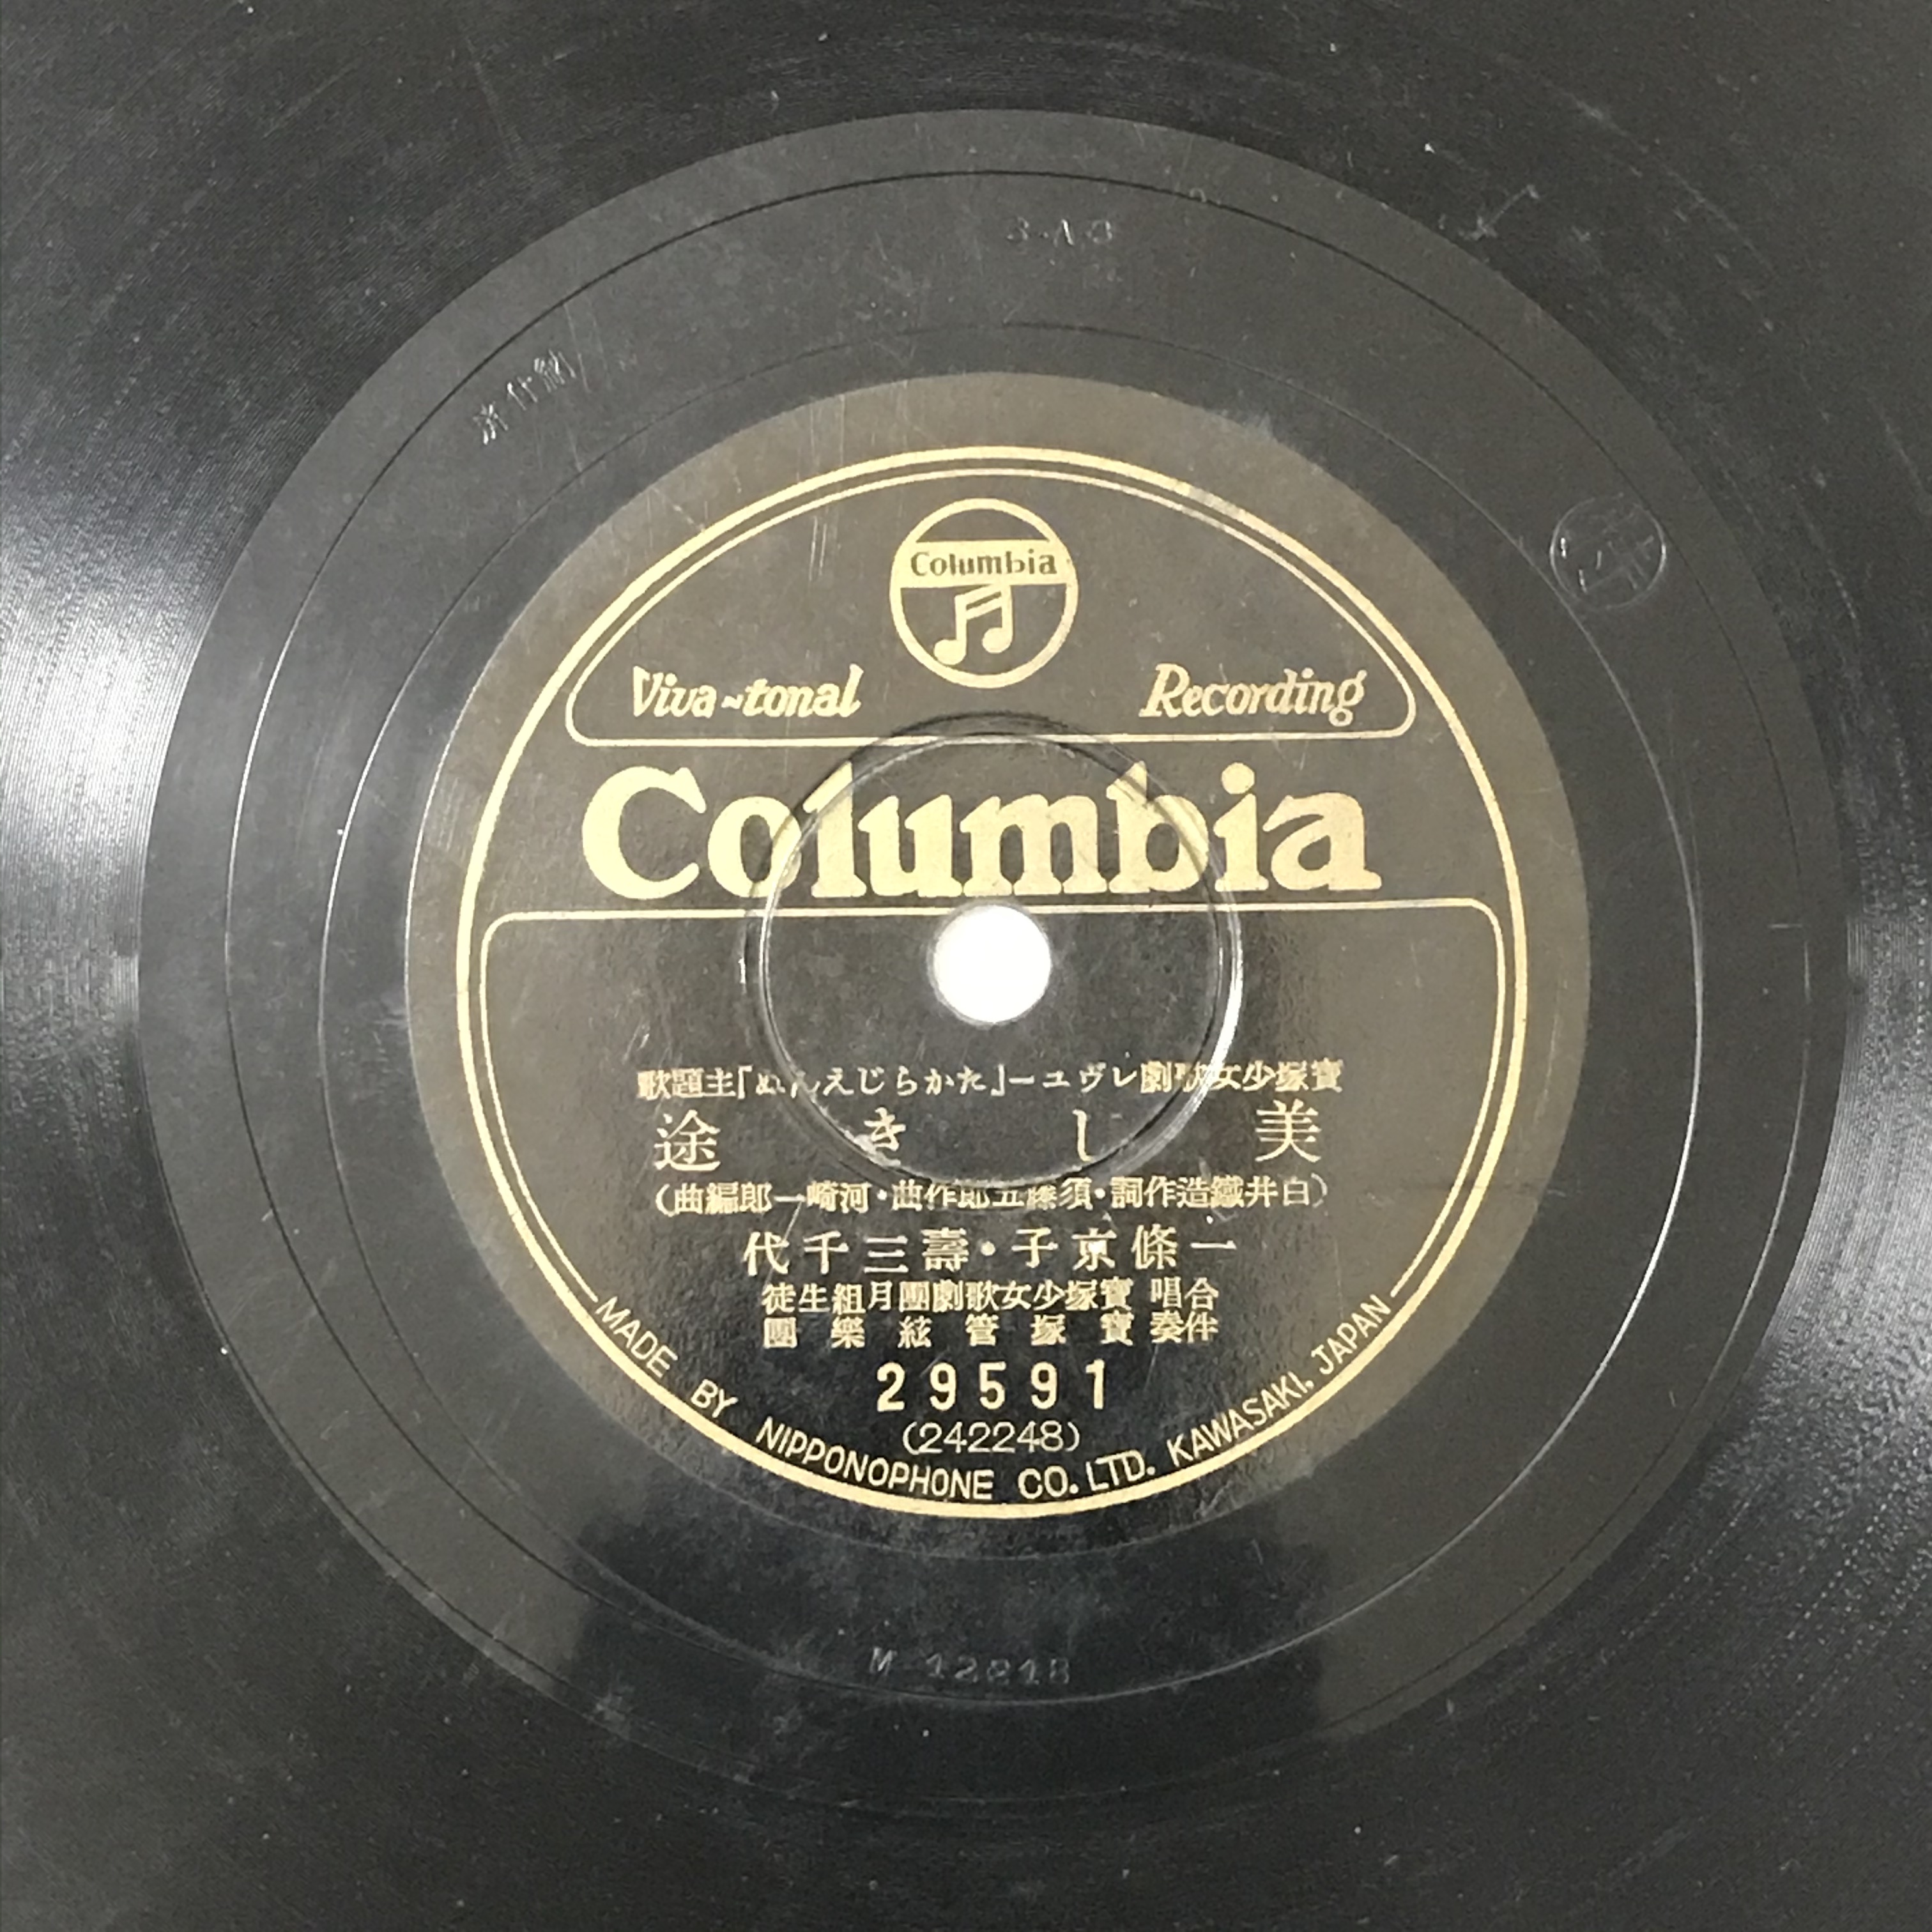 Columbia
Viva-tonal Recording
Columbia
寶塚少女歌劇レヴユー「たからじえんぬ」主題歌
美しき途
(白井鐵造作詞・須藤五郎作曲・河崎一郎編曲)
一條京子・壽三千代
合唱 寶塚少女歌劇團月組生徒
伴奏 寶塚管絃樂團
29591
(242248)
MADE BY NIPPONOPHONE CO. LTD. KAWASAKI, JAPAN